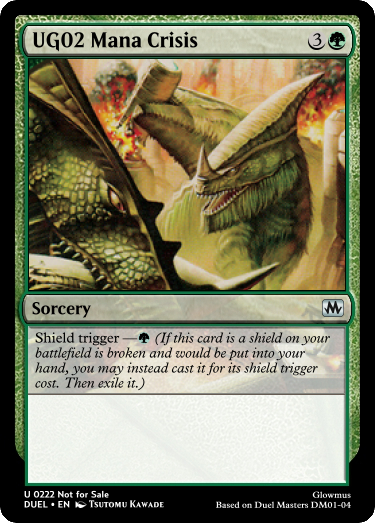 UG02 Mana Crisis 3
Sorcery
Shield trigger — (If this card is a shield on your
battlefield is broken and would be put into your
hand, you may instead cast it for its shield trigger
cost. Then exile it.)
U 0222 Not for Sale
Glowmus
DUEL • EN Tsutomu Kawade
Based on Duel Masters DM01-04